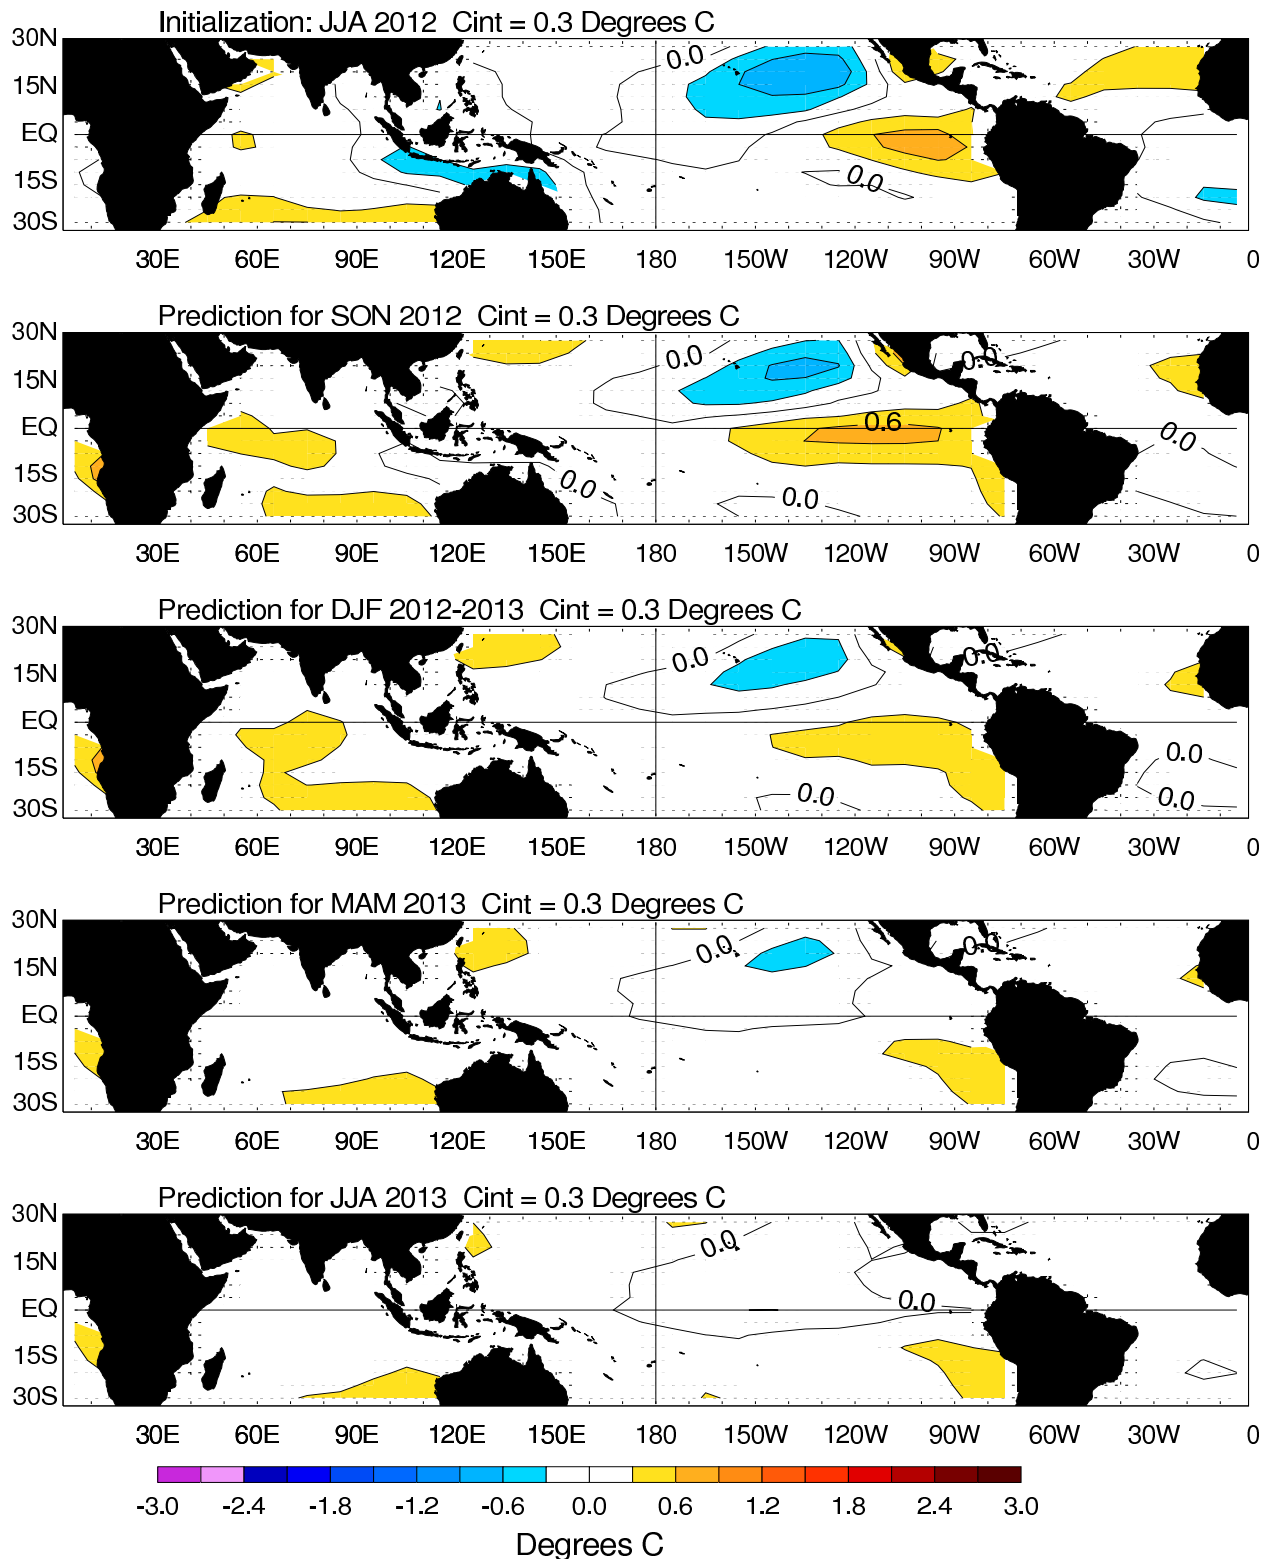 Initialization: JJA 2012 Cint = 0.3 Degrees C
30N
0.0
15N
EQ
15S
0.0
30S
30E 60E 90E 120E 150E 180 150W 120W 90W 60W 30W 0
Prediction for SON 2012 Cint = 0.3 Degrees C
30N
0.0 0.0
15N
EQ 0.6 0.0
15S
0.0 0.0
30S
30E 60E 90E 120E 150E 180 150W 120W 90W 60W 30W 0
Prediction for DJF 2012-2013 Cint = 0.3 Degrees C
30N
0.0 0.0
15N
EQ
0.0
15S
0.0 0.0
30S
30E 60E 90E 120E 150E 180 150W 120W 90W 60W 30W 0
Prediction for MAM 2013 Cint = 0.3 Degrees C
30N
0.0 0.0
15N
EQ
15S
30S
30E 60E 90E 120E 150E 180 150W 120W 90W 60W 30W 0
Prediction for JJA 2013 Cint = 0.3 Degrees C
30N
0.0
15N
EQ 0.0
15S
30S
30E 60E 90E 120E 150E 180 150W 120W 90W 60W 30W 0
-3.0 -2.4 -1.8 -1.2 -0.6 0.0 0.6 1.2 1.8 2.4 3.0
Degrees C